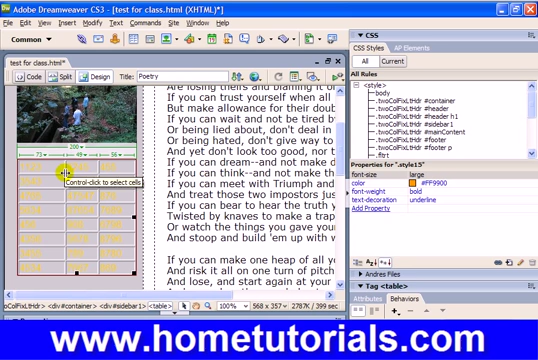 Adobe Dreamweaver CS3 - [test for class.html (XHTML)*]
File Edit View Insert Modify Text Commands Site Window Help
Common
test for class.html*
Code Split Design Title: Poetry
Are losing theirs and blaming it on
If you can trust yourself when all
But make allowance for their doub
If you can wait and not be tired b
Or being lied about, don't deal in
Or being hated, don't give way to
And yet don't look too good, nor t
If you can dream--and not make d
If you can think--and not make th
If you can meet with Triumph and
And treat those two impostors jus
If you can bear to hear the truth y
Twisted by knaves to make a trap
Or watch the things you gave your
And stoop and build 'em up with w
If you can make one heap of all yo
And risk it all on one turn of pitch
And lose, and start again at your
200
73 49 56
Control-click to select cells
<div #container> <div #sidebar1> <table>
100% 568 x 357 2787K / 399 sec
CSS
CSS Styles AP Elements
All Current
All Rules
<style>
body
.twoColFixLtHdr #container
.twoColFixLtHdr #header
.twoColFixLtHdr #header h1
.twoColFixLtHdr #sidebar1
.twoColFixLtHdr #mainContent
.twoColFixLtHdr #footer
Properties for ".style15"
font-size large
color #FF9900
font-weight bold
text-decoration underline
Add Property
Andres Files
Tag <table>
Attributes Behaviors
www.hometutorials.com